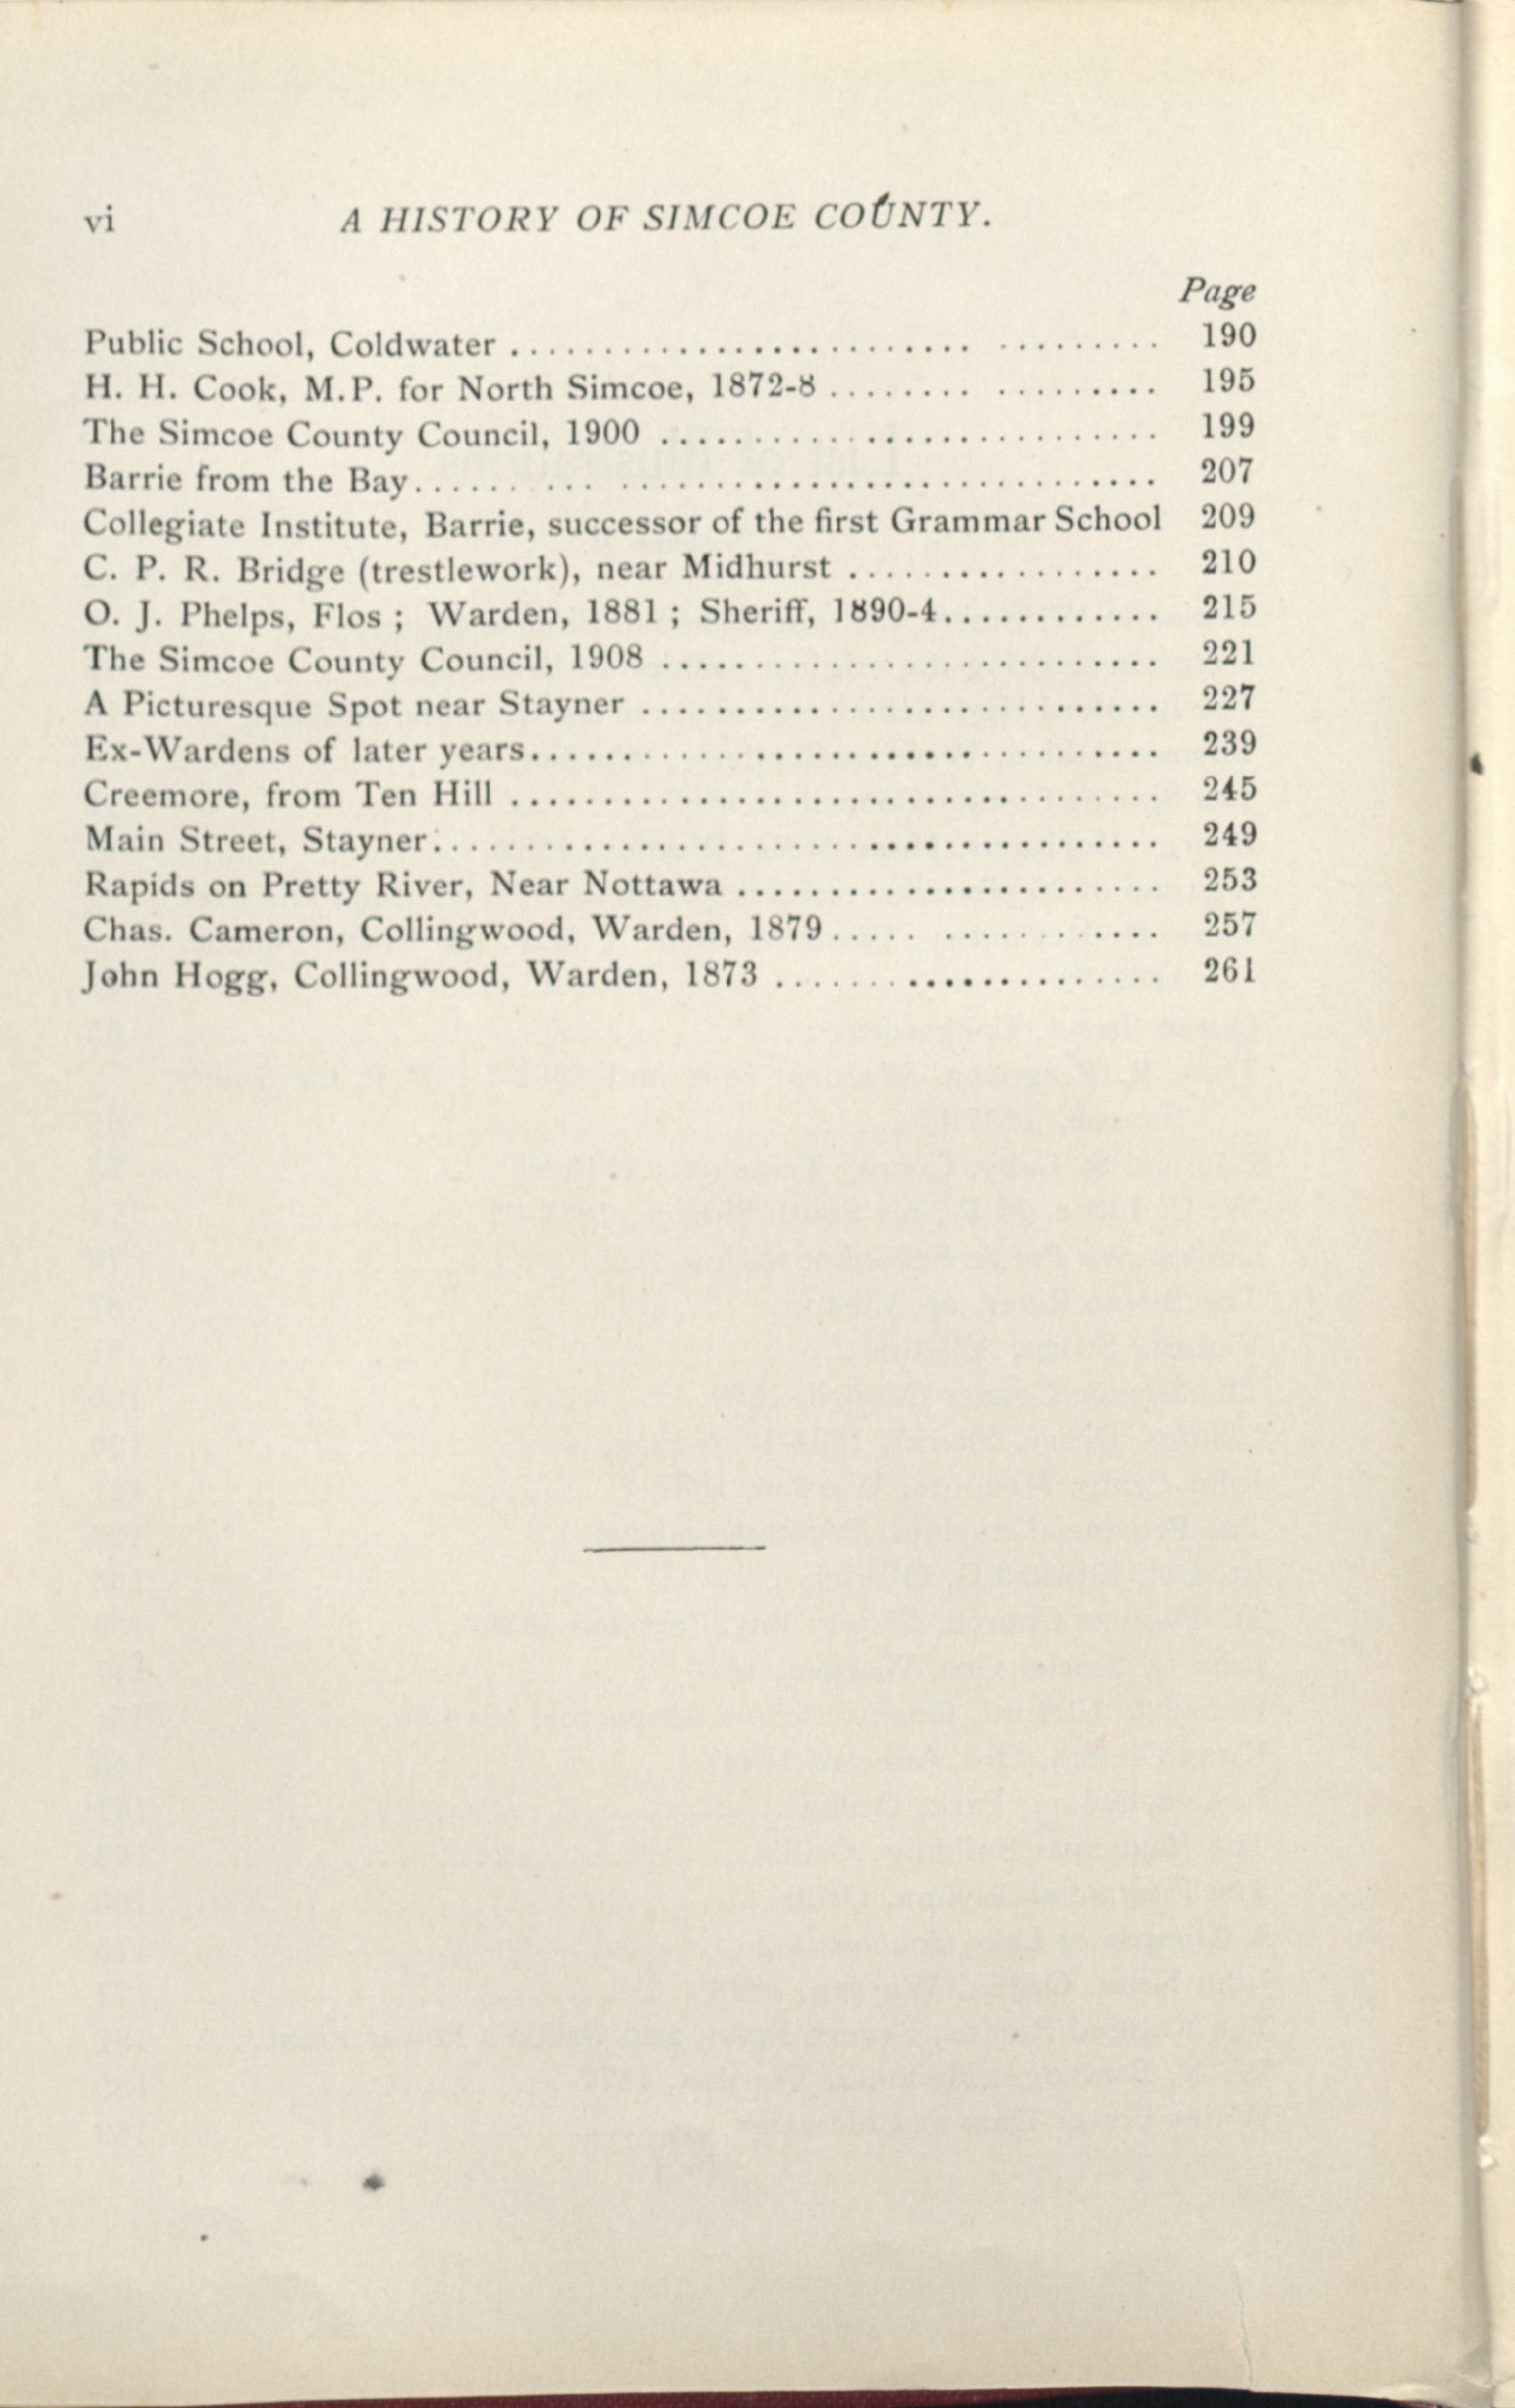 vi A HISTORY OF SIMCOE COUNTY.
Page
Public School, Coldwater .................................. 190
H. H. Cook, M.P. for North Simcoe, 1872-8 ................. 195
The Simcoe County Council, 1900 ........................... 199
Barrie from the Bay........................................ 207
Collegiate Institute, Barrie, successor of the first Grammar School 209
C. P. R. Bridge (trestlework), near Midhurst ................. 210
O. J. Phelps, Flos ; Warden, 1881 ; Sheriff, 1890-4............ 215
The Simcoe County Council, 1908 ........................... 221
A Picturesque Spot near Stayner ............................ 227
Ex-Wardens of later years.................................. 239
Creemore, from Ten Hill ................................... 245
Main Street, Stayner....................................... 249
Rapids on Pretty River, Near Nottawa ....................... 253
Chas. Cameron, Collingwood, Warden, 1879................. 257
John Hogg, Collingwood, Warden, 1873 ..................... 261